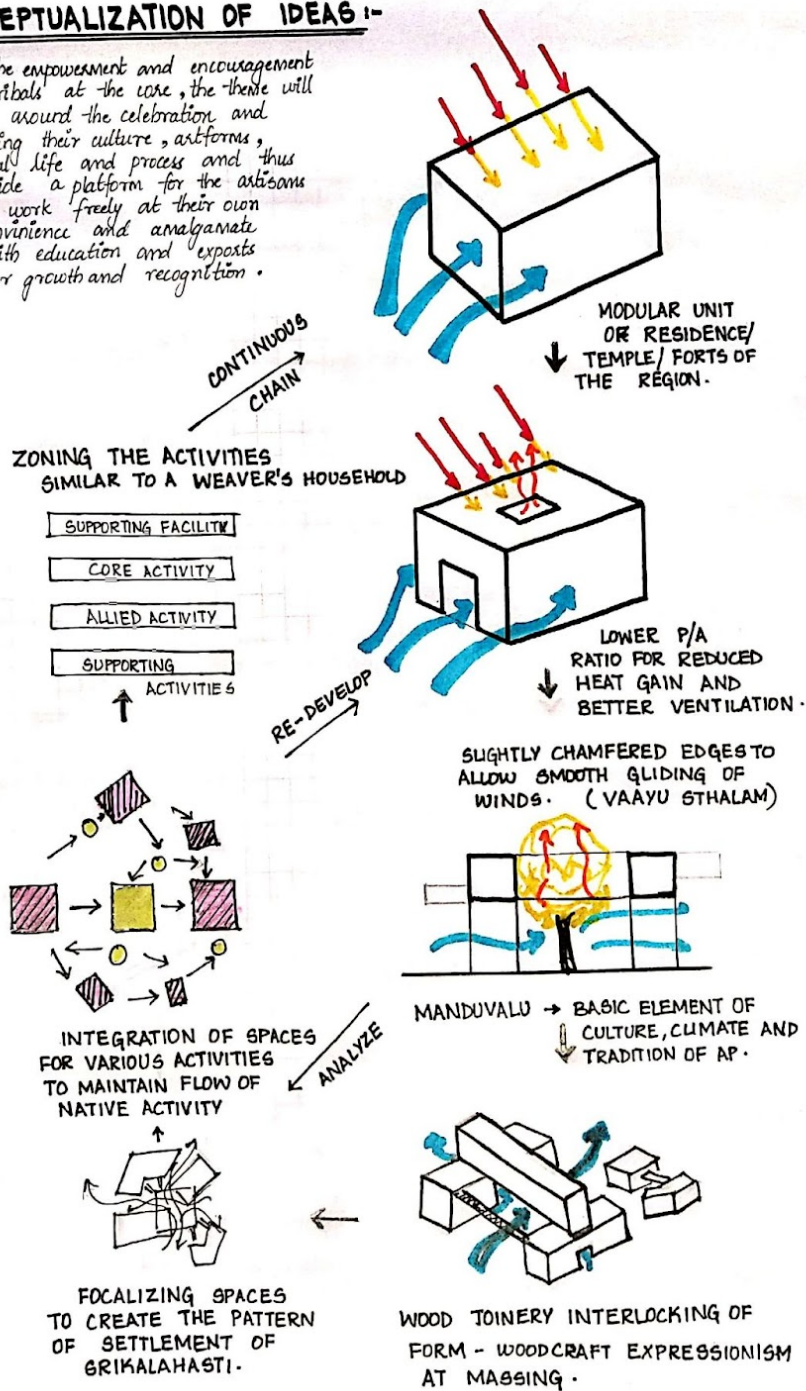 EPTUALIZATION OF IDEAS :-
he empowerment and encouragement
ribals at the core, the theme will
around the celebration and
ing their culture, artforms,
al life and process and thus
ide a platform for the artisans
work freely at their own
nvinience and amalgamate
ith education and exposts
r growth and recognition.
CONTINUOUS
CHAIN
MODULAR UNIT
OR RESIDENCE/
TEMPLE/ FORTS OF
THE REGION.
ZONING THE ACTIVITIES
SIMILAR TO A WEAVER'S HOUSEHOLD
SUPPORTING FACILITY
CORE ACTIVITY
ALLIED ACTIVITY
SUPPORTING
ACTIVITIES
RE-DEVELOP
LOWER P/A
RATIO FOR REDUCED
HEAT GAIN AND
BETTER VENTILATION.
SLIGHTLY CHAMFERED EDGES TO
ALLOW SMOOTH GLIDING OF
WINDS. (VAAYU STHALAM)
MANDUVALU → BASIC ELEMENT OF
CULTURE, CLIMATE AND
TRADITION OF AP.
ANALYZE
INTEGRATION OF SPACES
FOR VARIOUS ACTIVITIES
TO MAINTAIN FLOW OF
NATIVE ACTIVITY
FOCALIZING SPACES
TO CREATE THE PATTERN
OF SETTLEMENT OF
SRIKALAHASTI.
WOOD JOINERY INTERLOCKING OF
FORM - WOODCRAFT EXPRESSIONISM
AT MASSING.